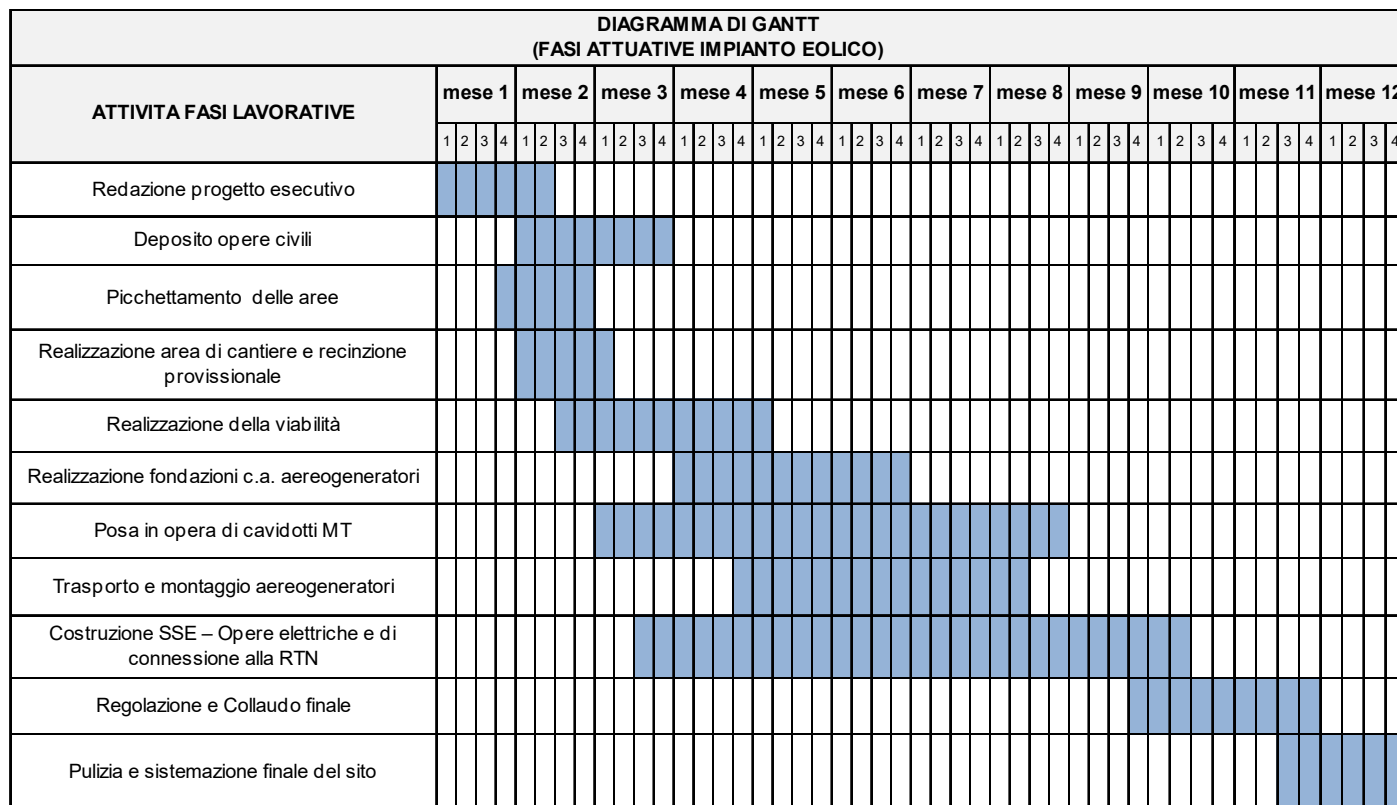 DIAGRAMMA DI GANTT
(FASI ATTUATIVE IMPIANTO EOLICO)
ATTIVITA FASI LAVORATIVE
mese 1 mese 2 mese 3 mese 4 mese 5 mese 6 mese 7 mese 8 mese 9 mese 10 mese 11 mese 12
1 2 3 4 1 2 3 4 1 2 3 4 1 2 3 4 1 2 3 4 1 2 3 4 1 2 3 4 1 2 3 4 1 2 3 4 1 2 3 4 1 2 3 4 1 2 3 4
Redazione progetto esecutivo
Deposito opere civili
Picchettamento delle aree
Realizzazione area di cantiere e recinzione
provissionale
Realizzazione della viabilità
Realizzazione fondazioni c.a. aereogeneratori
Posa in opera di cavidotti MT
Trasporto e montaggio aereogeneratori
Costruzione SSE – Opere elettriche e di
connessione alla RTN
Regolazione e Collaudo finale
Pulizia e sistemazione finale del sito